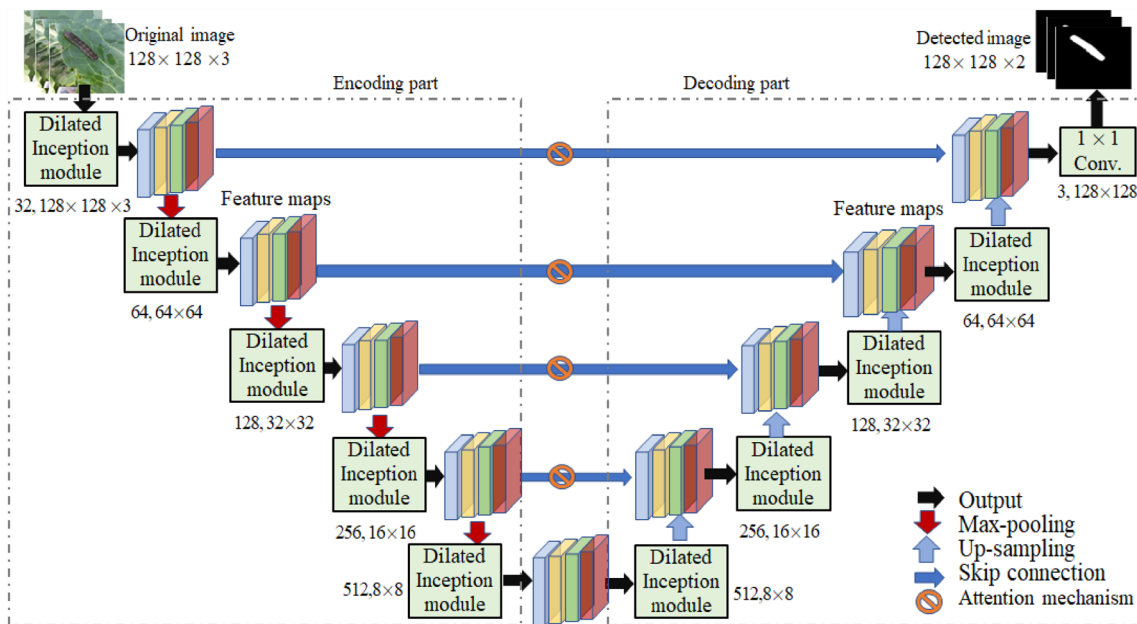 Original image
128× 128 ×3
Detected image
128× 128 ×2
Encoding part
Decoding part
Dilated
Inception
module
32, 128× 128 ×3
1 × 1
Conv.
3, 128×128
Feature maps
Feature maps
Dilated
Inception
module
64, 64×64
Dilated
Inception
module
64, 64×64
Dilated
Inception
module
128, 32×32
Dilated
Inception
module
128, 32×32
Dilated
Inception
module
256, 16×16
Dilated
Inception
module
256, 16×16
Dilated
Inception
module
512,8×8
Dilated
Inception
module
512,8×8
Output
Max-pooling
Up-sampling
Skip connection
Attention mechanism